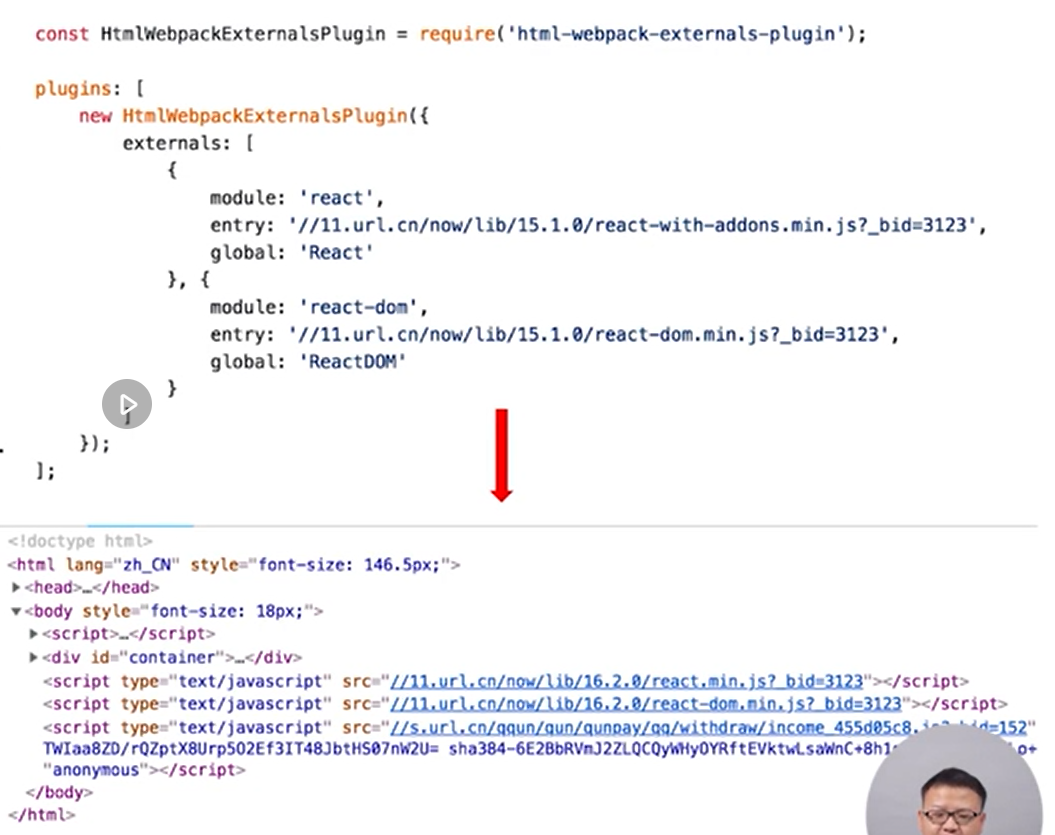 const HtmlWebpackExternalsPlugin = require('html-webpack-externals-plugin');
plugins: [
new HtmlWebpackExternalsPlugin({
externals: [
{
module: 'react',
entry: '//11.url.cn/now/lib/15.1.0/react-with-addons.min.js?_bid=3123',
global: 'React'
}, {
module: 'react-dom',
entry: '//11.url.cn/now/lib/15.1.0/react-dom.min.js?_bid=3123',
global: 'ReactDOM'
}
]
});
];
<!doctype html>
<html lang="zh_CN" style="font-size: 146.5px;">
<head>…</head>
<body style="font-size: 18px;">
<script>…</script>
<div id="container">…</div>
<script type="text/javascript" src="//11.url.cn/now/lib/16.2.0/react.min.js?_bid=3123"></script>
<script type="text/javascript" src="//11.url.cn/now/lib/16.2.0/react-dom.min.js?_bid=3123"></script>
<script type="text/javascript" src="//s.url.cn/qqun/qun/qunpay/qq/withdraw/income_455d05c8.js?_bid=152"
TWIaa8ZD/rQZptX8Urp5O2Ef3IT48JbtHS07nW2U= sha384-6E2BbRVmJ2ZLQCQyWHyOYRftEVktwLsaWnC+8h1
"anonymous"></script>
</body>
</html>